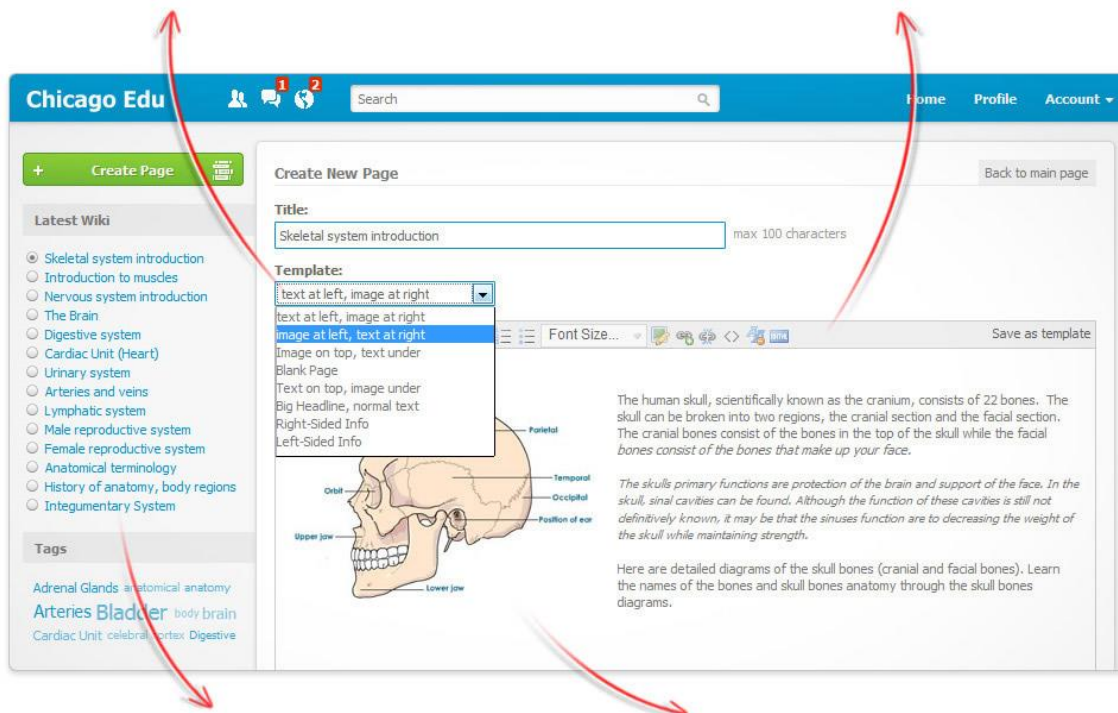 Chicago Edu
1
2
Search
Home
Profile
Account
+ Create Page
Latest Wiki
Skeletal system introduction
Introduction to muscles
Nervous system introduction
The Brain
Digestive system
Cardiac Unit (Heart)
Urinary system
Arteries and veins
Lymphatic system
Male reproductive system
Female reproductive system
Anatomical terminology
History of anatomy, body regions
Integumentary System
Tags
Adrenal Glands anatomical anatomy
Arteries Bladder body brain
Cardiac Unit celebral cortex Digestive
Create New Page
Back to main page
Title:
Skeletal system introduction
max 100 characters
Template:
text at left, image at right
text at left, image at right
image at left, text at right
Image on top, text under
Blank Page
Text on top, image under
Big Headline, normal text
Right-Sided Info
Left-Sided Info
Font Size...
Save as template
Parietal
Temporal
Occipital
Position of ear
Orbit
Upper jaw
Lower jaw
The human skull, scientifically known as the cranium, consists of 22 bones. The
skull can be broken into two regions, the cranial section and the facial section.
The cranial bones consist of the bones in the top of the skull while the facial
bones consist of the bones that make up your face.
The skulls primary functions are protection of the brain and support of the face. In the
skull, sinal cavities can be found. Although the function of these cavities is still not
definitively known, it may be that the sinuses function are to decreasing the weight of
the skull while maintaining strength.
Here are detailed diagrams of the skull bones (cranial and facial bones). Learn
the names of the bones and skull bones anatomy through the skull bones
diagrams.